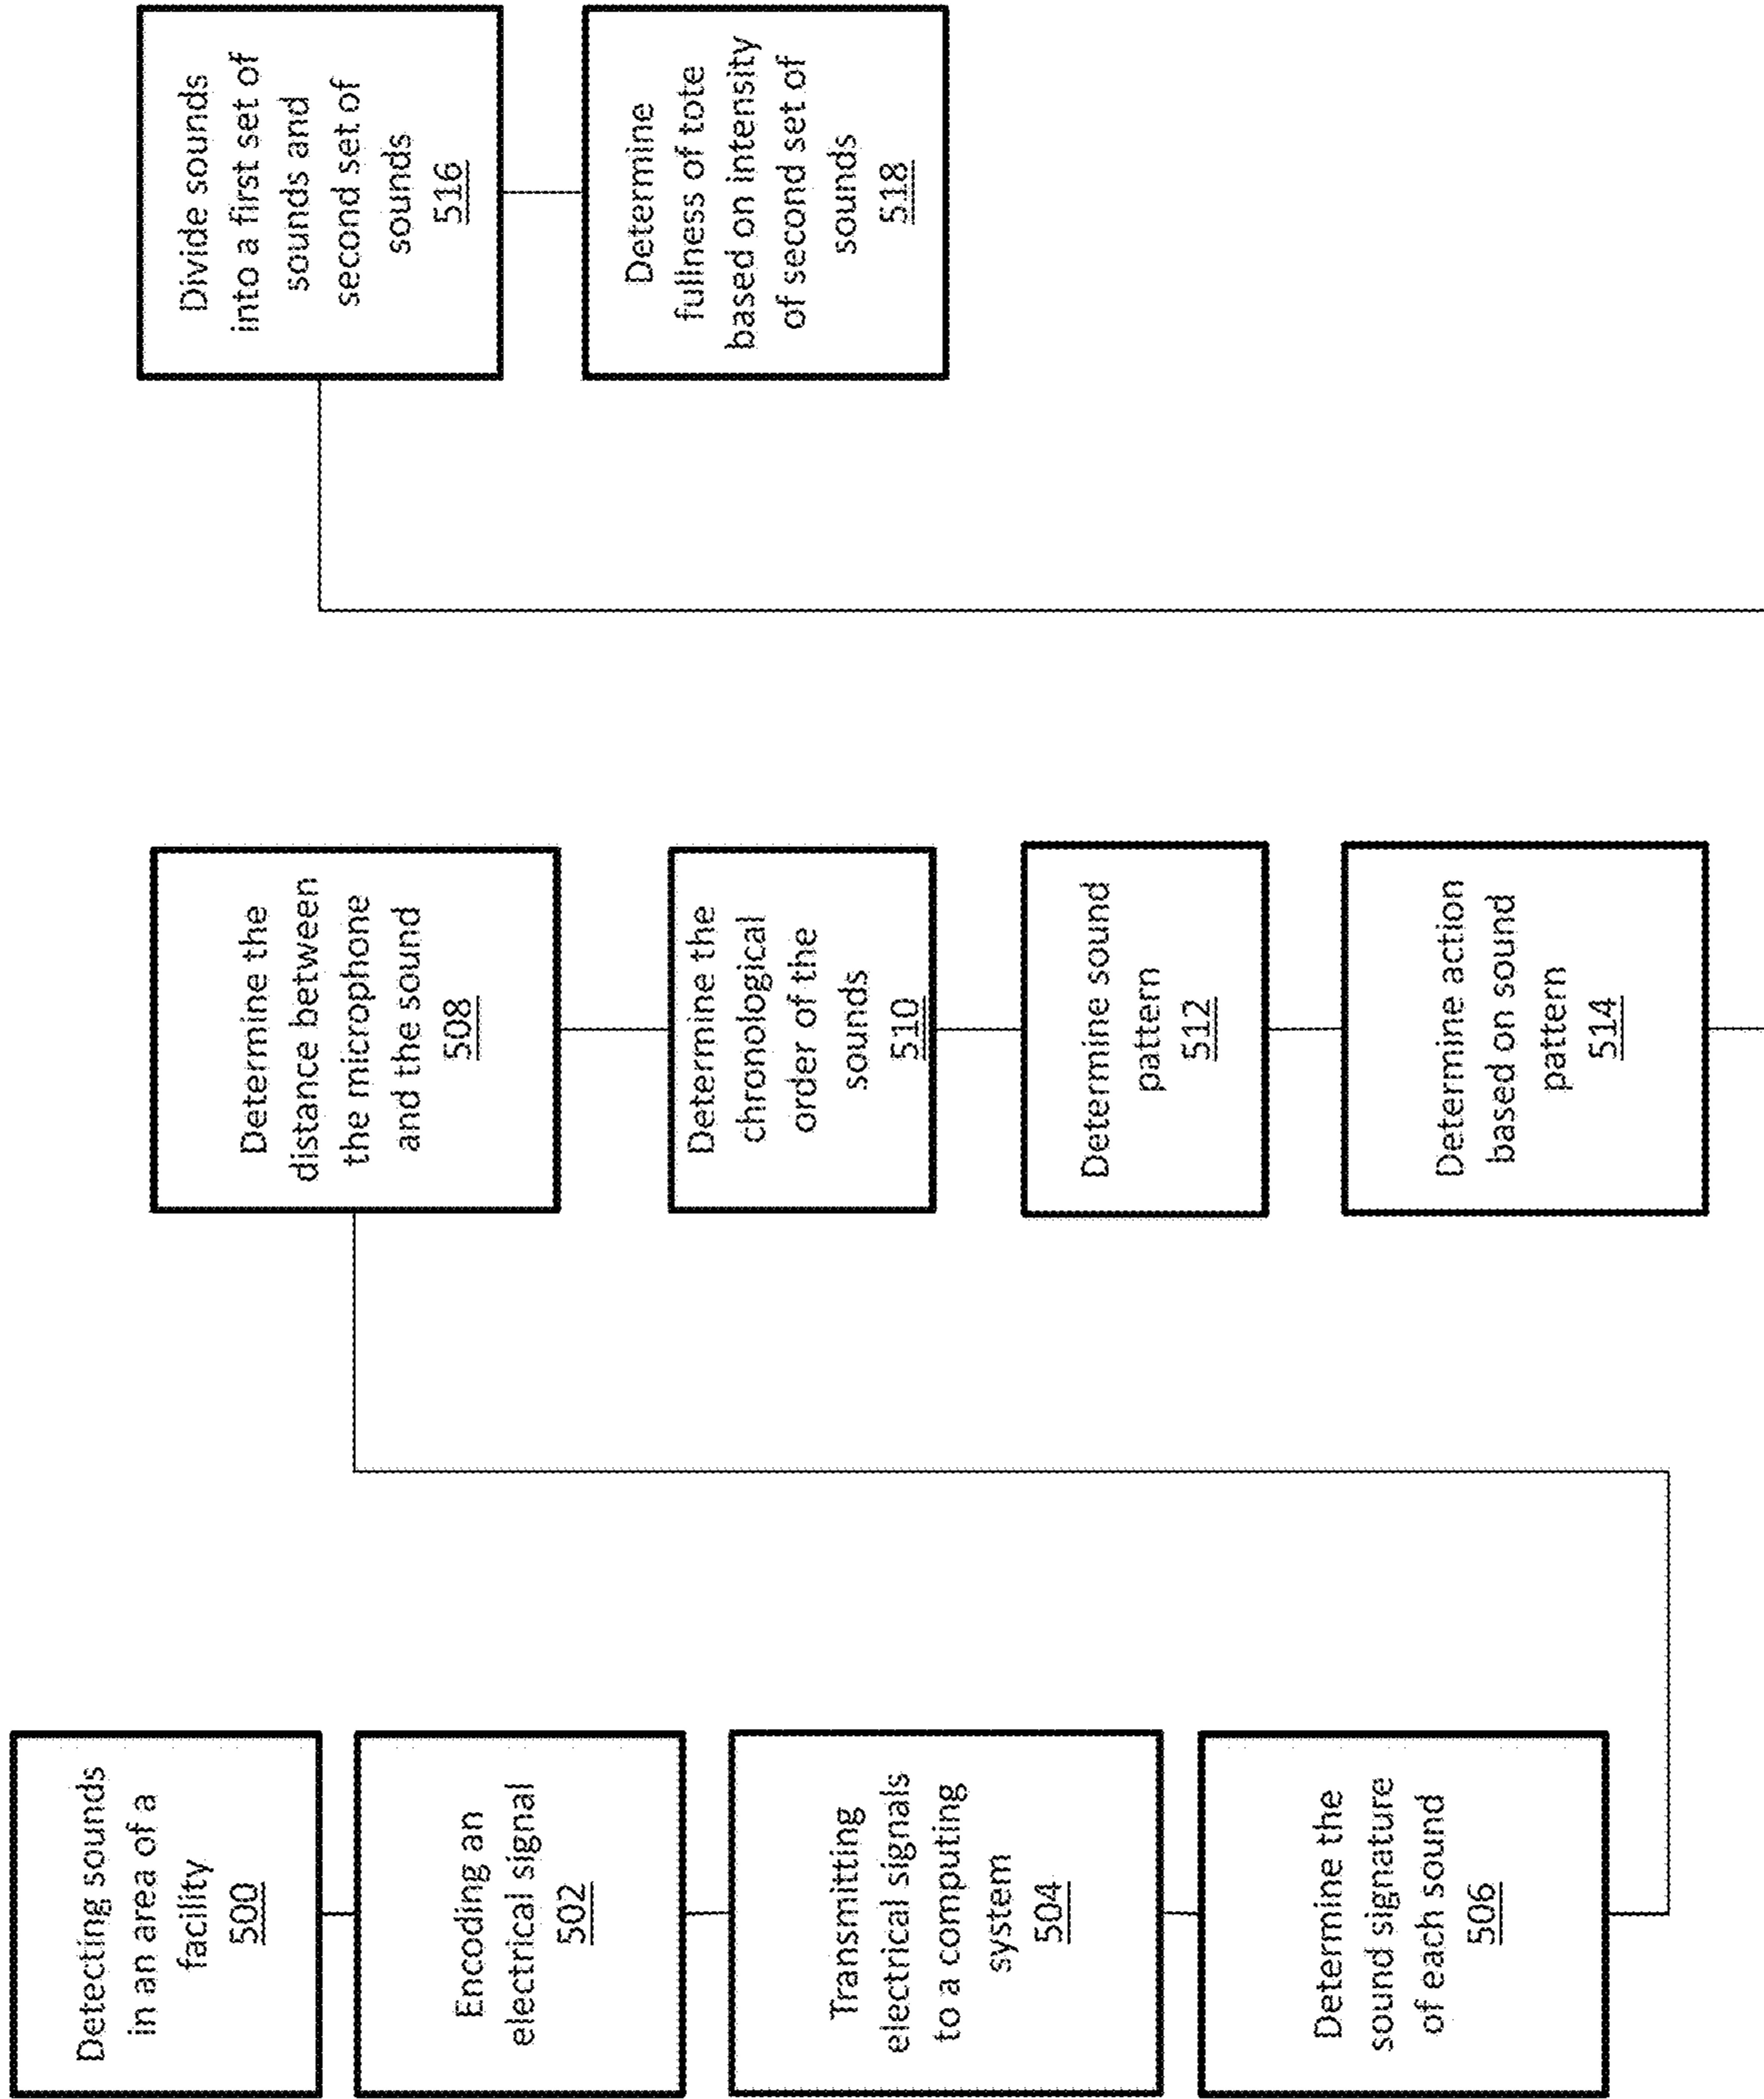 Detecting sounds
in an area of a
facility
500
Encoding an
electrical signal
502
Transmitting
electrical signals
to a computing
system
504
Determine the
sound signature
of each sound
506
Determine the
distance between
the microphone
and the sound
508
Determine the
chronological
order of the
sounds
510
Determine sound
pattern
512
Determine action
based on sound
pattern
514
Divide sounds
into a first set of
sounds and
second set of
sounds
516
Determine
fullness of tote
based on intensity
of second set of
sounds
518